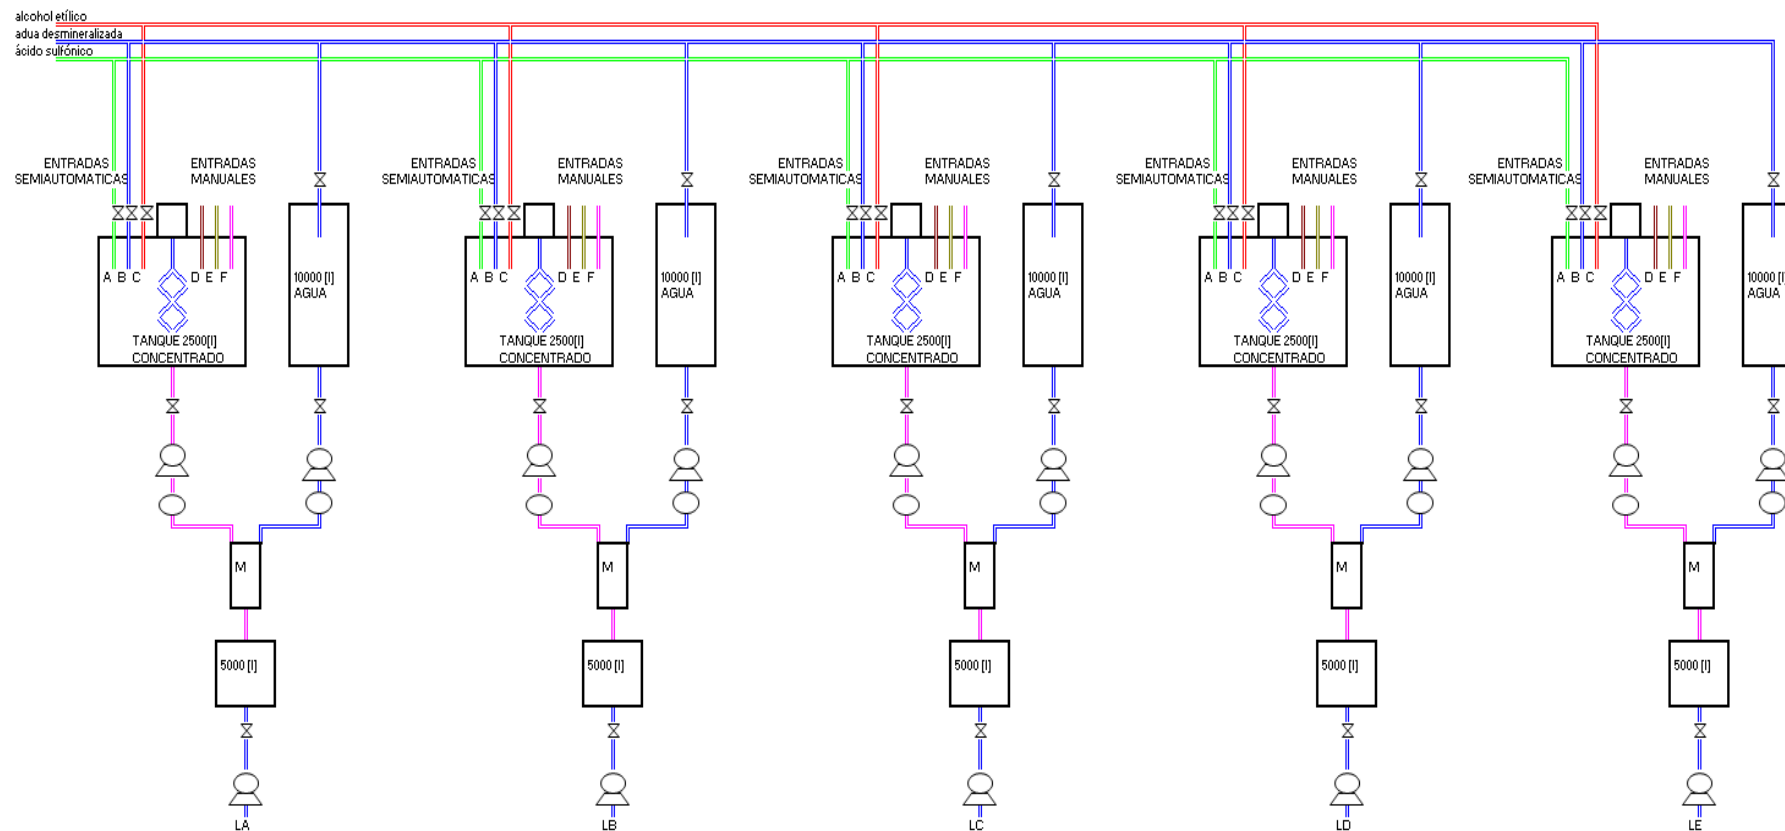 alcohol etílico
adua desmineralizada
ácido sulfónico
ENTRADAS SEMIAUTOMATICAS
ENTRADAS MANUALES
ENTRADAS SEMIAUTOMATICAS
ENTRADAS MANUALES
ENTRADAS SEMIAUTOMATICAS
ENTRADAS MANUALES
ENTRADAS SEMIAUTOMATICAS
ENTRADAS MANUALES
ENTRADAS SEMIAUTOMATICAS
ENTRADAS MANUALES
A B C D E F
10000 [l]
AGUA
A B C D E F
10000 [l]
AGUA
A B C D E F
10000 [l]
AGUA
A B C D E F
10000 [l]
AGUA
A B C D E F
10000 [l]
AGUA
TANQUE 2500[l]
CONCENTRADO
TANQUE 2500[l]
CONCENTRADO
TANQUE 2500[l]
CONCENTRADO
TANQUE 2500[l]
CONCENTRADO
TANQUE 2500[l]
CONCENTRADO
M
M
M
M
M
5000 [l]
5000 [l]
5000 [l]
5000 [l]
5000 [l]
LA
LB
LC
LD
LE